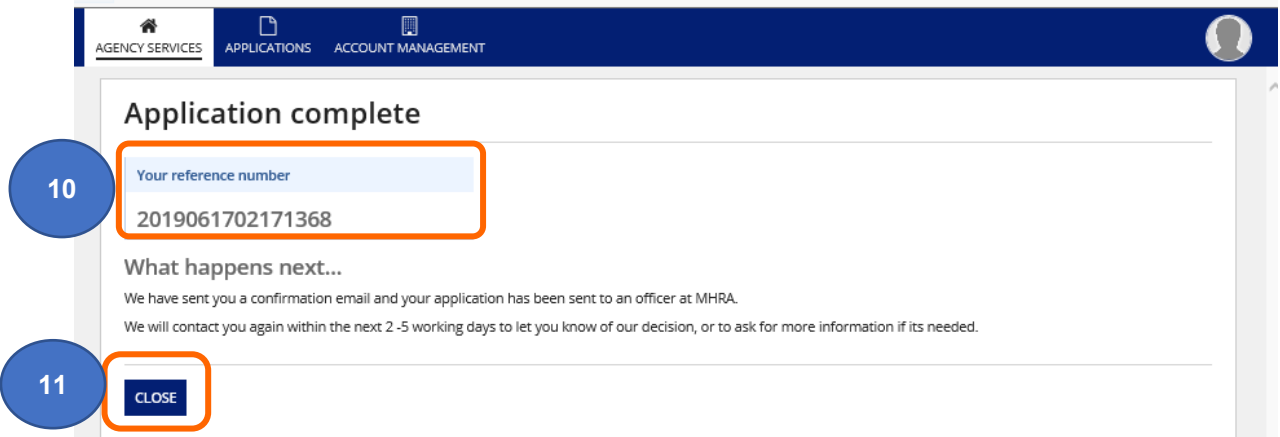 AGENCY SERVICES APPLICATIONS ACCOUNT MANAGEMENT
Application complete
10
Your reference number
2019061702171368
What happens next...
We have sent you a confirmation email and your application has been sent to an officer at MHRA.
We will contact you again within the next 2 -5 working days to let you know of our decision, or to ask for more information if its needed.
11
CLOSE